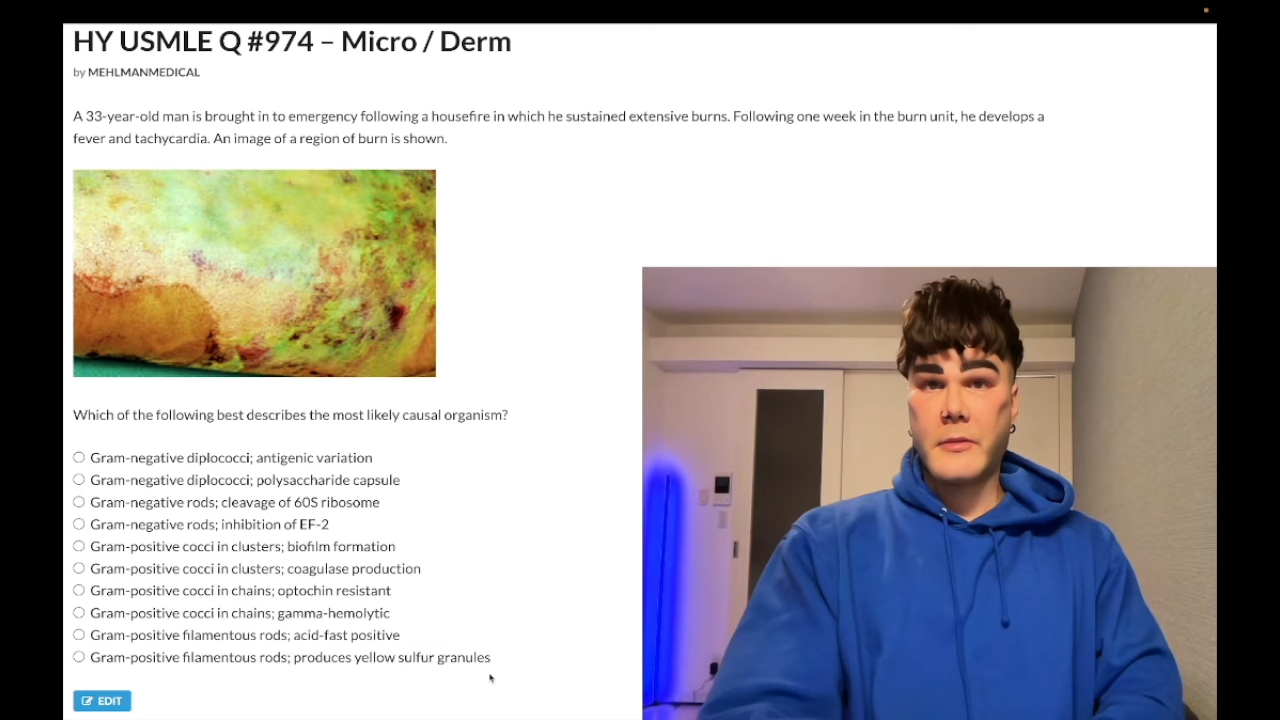 HY USMLE Q #974 – Micro / Derm
by MEHLMANMEDICAL
A 33-year-old man is brought in to emergency following a housefire in which he sustained extensive burns. Following one week in the burn unit, he develops a
fever and tachycardia. An image of a region of burn is shown.
Which of the following best describes the most likely causal organism?
Gram-negative diplococci; antigenic variation
Gram-negative diplococci; polysaccharide capsule
Gram-negative rods; cleavage of 60S ribosome
Gram-negative rods; inhibition of EF-2
Gram-positive cocci in clusters; biofilm formation
Gram-positive cocci in clusters; coagulase production
Gram-positive cocci in chains; optochin resistant
Gram-positive cocci in chains; gamma-hemolytic
Gram-positive filamentous rods; acid-fast positive
Gram-positive filamentous rods; produces yellow sulfur granules
EDIT